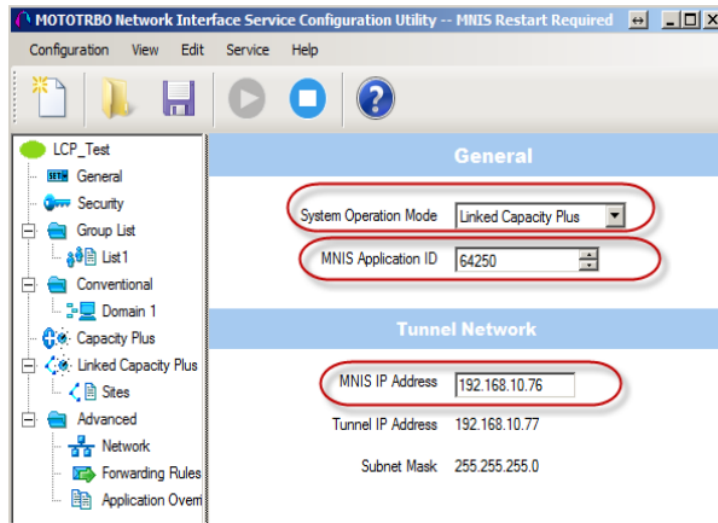 MOTOTRBO Network Interface Service Configuration Utility -- MNIS Restart Required
Configuration View Edit Service Help
LCP_Test
General
Security
Group List
List1
Conventional
Domain 1
Capacity Plus
Linked Capacity Plus
Sites
Advanced
Network
Forwarding Rules
Application Overri
General
System Operation Mode Linked Capacity Plus
MNIS Application ID 64250
Tunnel Network
MNIS IP Address 192.168.10.76
Tunnel IP Address 192.168.10.77
Subnet Mask 255.255.255.0